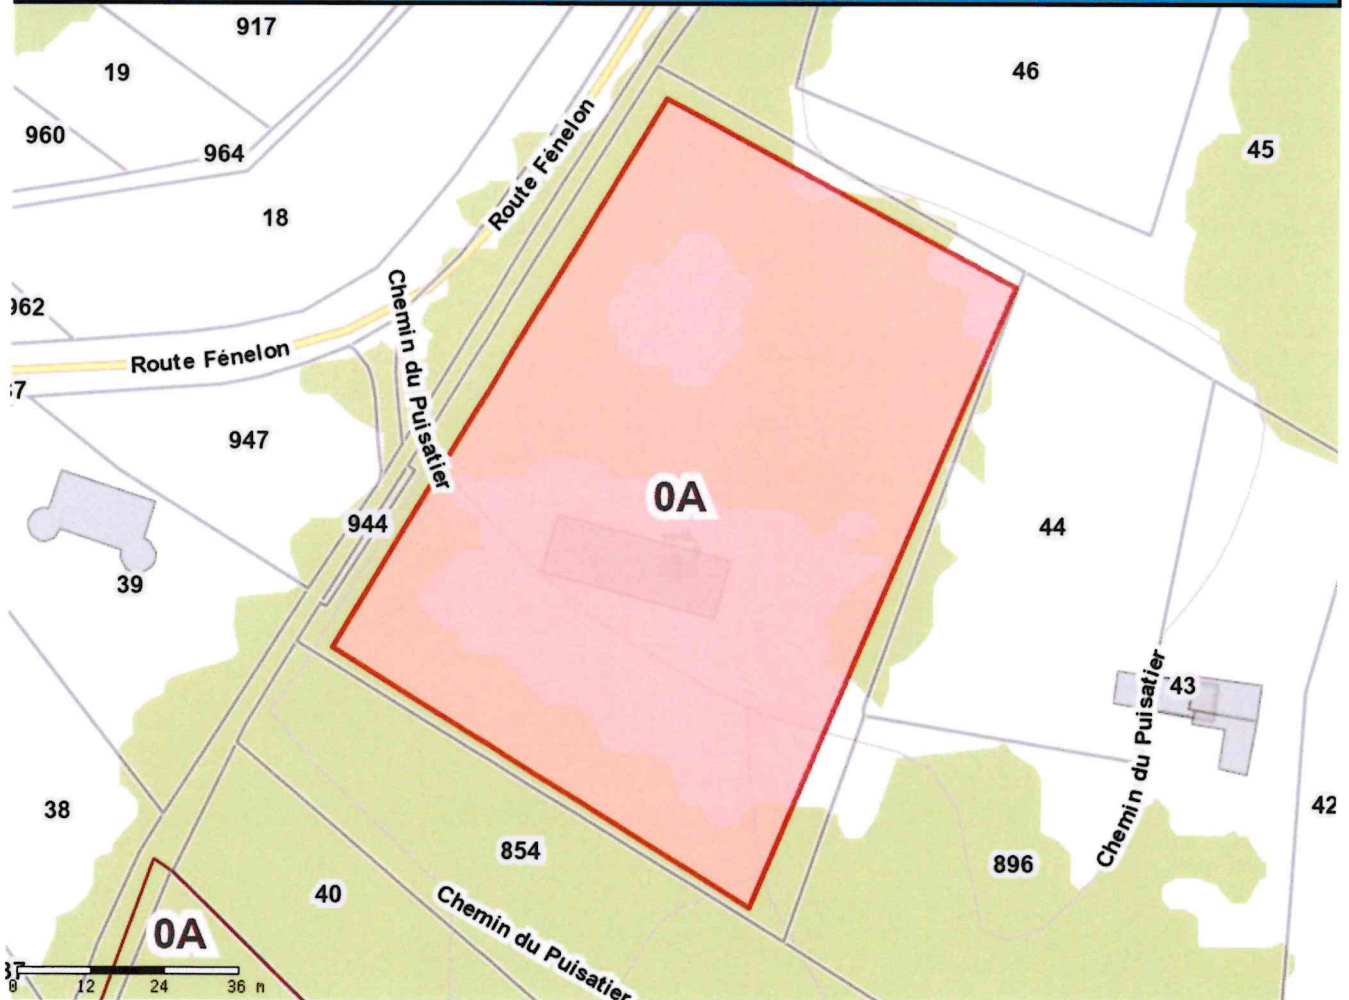 917
19
46
960
964
45
18
Route Fénelon
962
Chemin du Puisatier
Route Fénelon
947
0A
944
44
39
43
Chemin du Puisatier
38
42
854
896
40
Chemin du Puisatier
0A
0 12 24 36 m